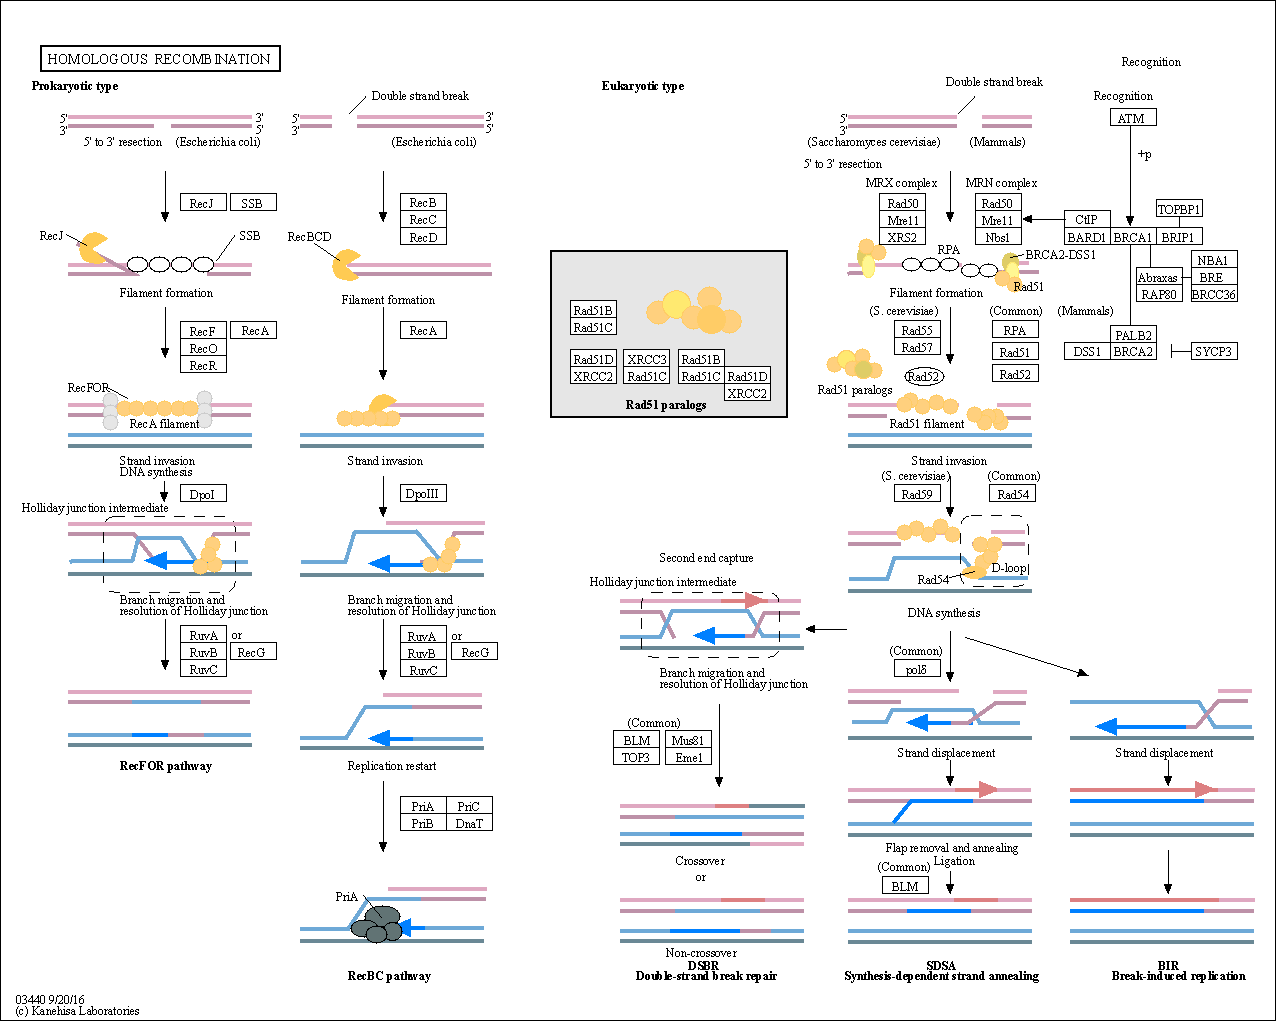 HOMOLOGOUS RECOMBINATION
Prokaryotic type
5'
3'
3'
5'
5' to 3' resection
(Escherichia coli)
RecJ
SSB
RecJ
SSB
Filament formation
RecF
RecA
RecO
RecR
RecFOR
RecA filament
Strand invasion
DNA synthesis
DpoI
Holliday junction intermediate
Branch migration and
resolution of Holliday junction
RuvA
or
RuvB
RecG
RuvC
RecFOR pathway
Double strand break
5'
3'
3'
5'
(Escherichia coli)
RecB
RecC
RecD
RecBCD
Filament formation
RecA
Strand invasion
DpoIII
Branch migration and
resolution of Holliday junction
RuvA
or
RuvB
RecG
RuvC
Replication restart
PriA
PriC
PriB
DnaT
PriA
RecBC pathway
Eukaryotic type
Rad51B
Rad51C
Rad51D
XRCC2
XRCC3
Rad51C
Rad51B
Rad51C
Rad51D
XRCC2
Rad51 paralogs
Double strand break
5'
3'
(Saccharomyces cerevisiae)
(Mammals)
5' to 3' resection
MRX complex
MRN complex
Rad50
Mre11
XRS2
Rad50
Mre11
Nbs1
RPA
BRCA2-DSS1
Rad51
Filament formation
(S. cerevisiae)
(Common)
(Mammals)
Rad55
Rad57
RPA
Rad51
Rad52
Rad52
Rad51 paralogs
Rad51 filament
Strand invasion
(S. cerevisiae)
(Common)
Rad59
Rad54
D-loop
Rad54
DNA synthesis
Recognition
Recognition
ATM
+p
TOPBP1
CtIP
BARD1
BRCA1
BRIP1
NBA1
Abraxas
BRE
RAP80
BRCC36
PALB2
DSS1
BRCA2
SYCP3
Second end capture
Holliday junction intermediate
Branch migration and
resolution of Holliday junction
(Common)
BLM
Mus81
TOP3
Eme1
Crossover
or
Non-crossover
DSBR
Double-strand break repair
(Common)
polδ
Strand displacement
Flap removal and annealing
Ligation
(Common)
BLM
SDSA
Synthesis-dependent strand annealing
Strand displacement
BIR
Break-induced replication
03440 9/20/16
(c) Kanehisa Laboratories